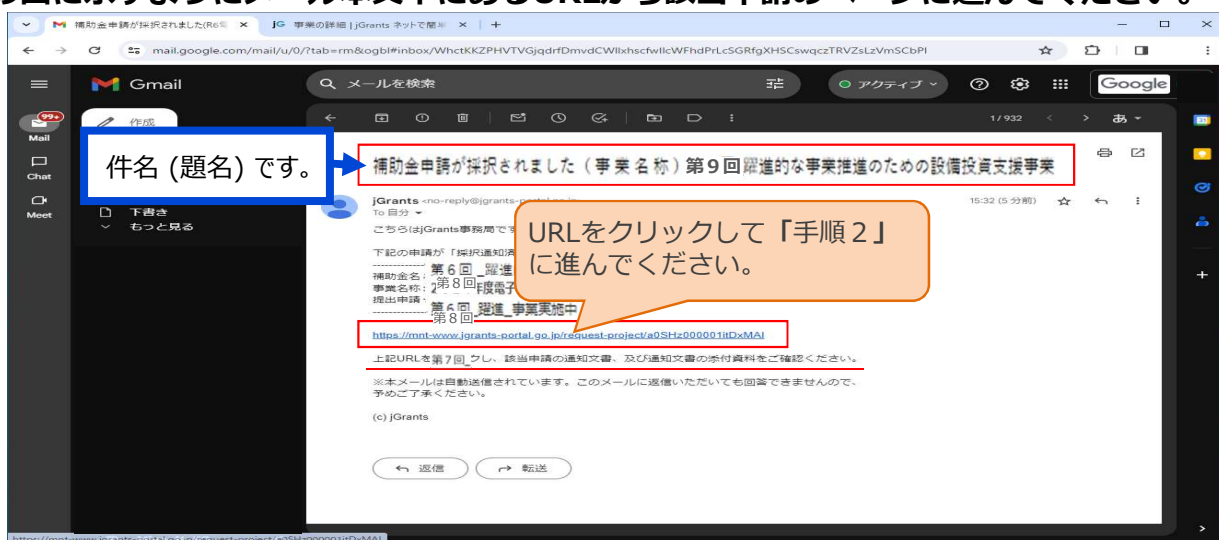 の図に示すようにメール本文中にあるURLから該当申請のページに進んでください。
補助金申請が採択されました(R6
jG 事業の詳細 | jGrants ネットで簡単
mail.google.com/mail/u/0/?tab=rm&ogbl#inbox/WhctKKZPHVTVGjqdrfDmvdCWllxhscfwllcWFhdPrLcSGRfgXHSCswqczTRVZsLzVmSCbPl
Gmail
メールを検索
アクティブ
Google
99+
Mail
作成
1 / 932
あ
件名 (題名) です。
補助金申請が採択されました（事業名称）第９回躍進的な事業推進のための設備投資支援事業
Chat
Meet
下書き
もっと見る
jGrants <no-reply@jgrants-
15:32 (5 分前)
To 自分
こちらはjGrants事務局です
URLをクリックして「手順２」
に進んでください。
下記の申請が「採択通知済
補助金名: 第６回_躍進
事業名称: 2 第８回 年度電子
提出申請: 第６回_躍進_事業実施中
第８回
https://mnt-www.jgrants-portal.go.jp/request-project/a0SHz000001itDxMAI
上記URLを第７回_クし、該当申請の通知文書、及び通知文書の添付資料をご確認ください。
※本メールは自動送信されています。このメールに返信いただいても回答できませんので、
予めご了承ください。
(c) jGrants
返信
転送
https://mnt-www.jgrants-portal.go.jp/request-project/a0SHz000001itDxMAI